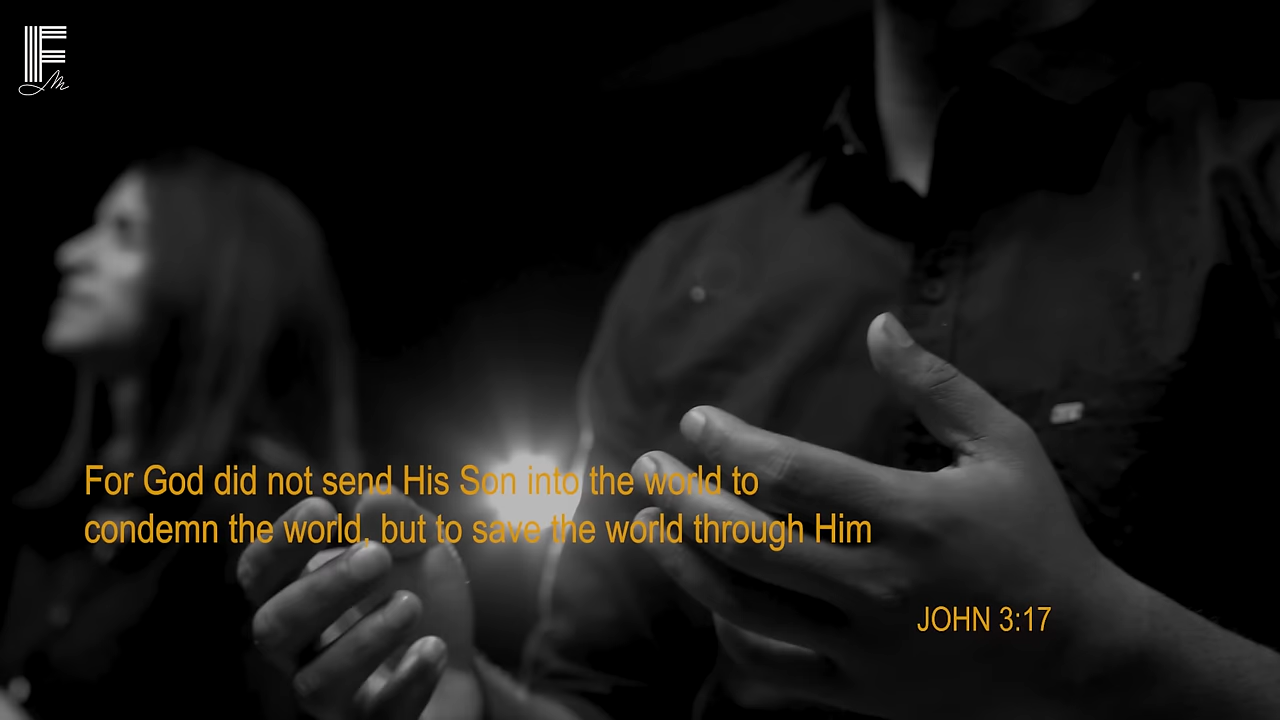 FM
For God did not send His Son into the world to
condemn the world, but to save the world through Him
JOHN 3:17